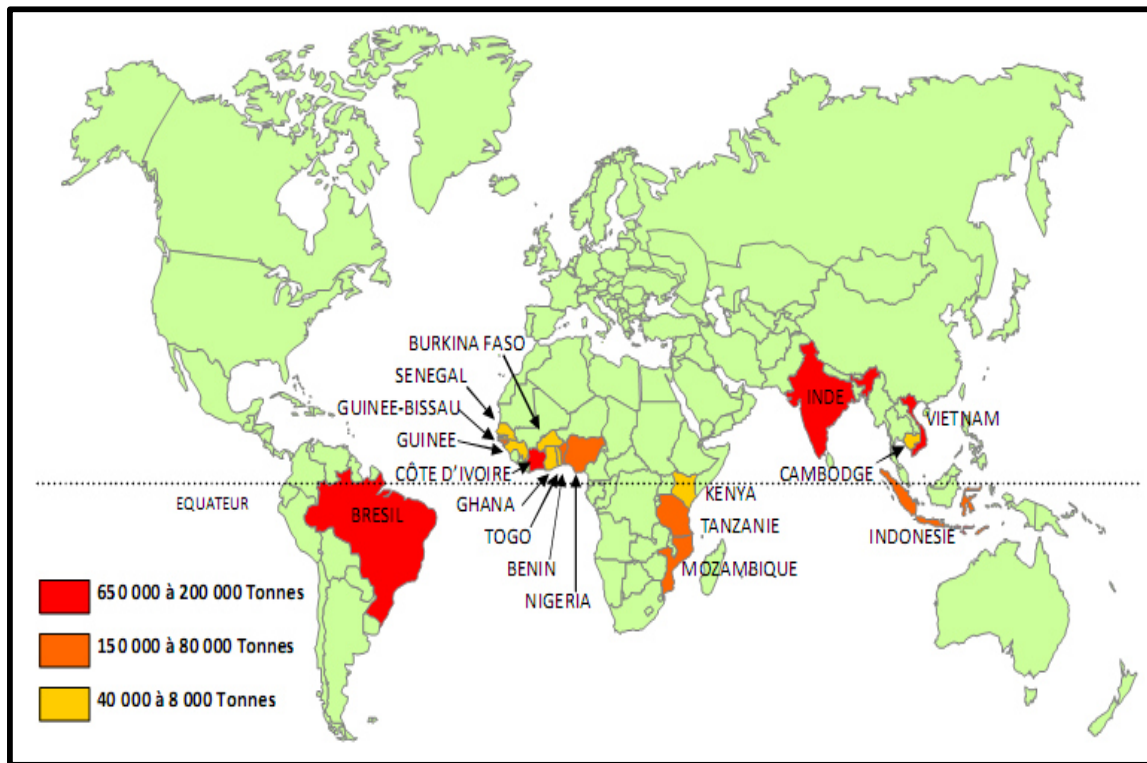 BURKINA FASO
SENEGAL
GUINEE-BISSAU
GUINEE
CÔTE D'IVOIRE
GHANA
TOGO
BENIN
NIGERIA
INDE
VIETNAM
CAMBODGE
KENYA
TANZANIE
MOZAMBIQUE
INDONESIE
EQUATEUR
BRESIL
650 000 à 200 000 Tonnes
150 000 à 80 000 Tonnes
40 000 à 8 000 Tonnes